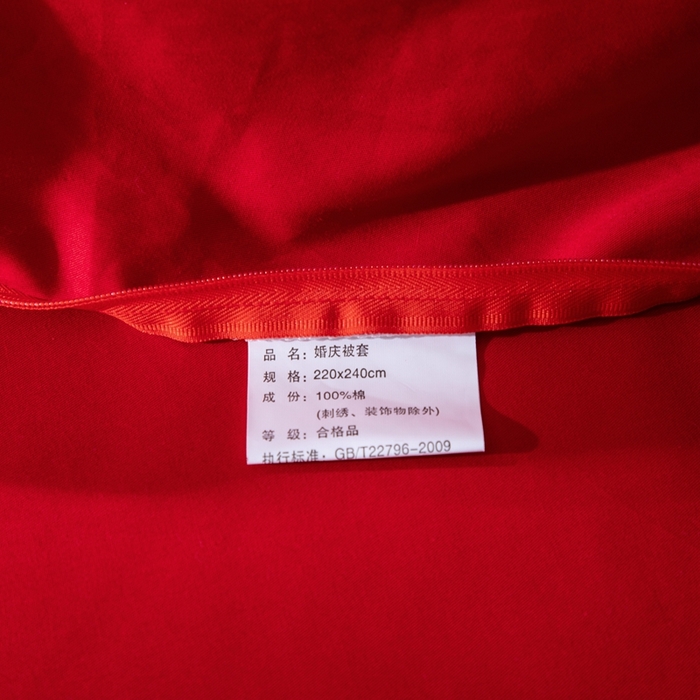 品 名：婚庆被套
规 格：220x240cm
成 份：100%棉
(刺绣、装饰物除外)
等 级：合格品
执行标准：GB/T22796-2009